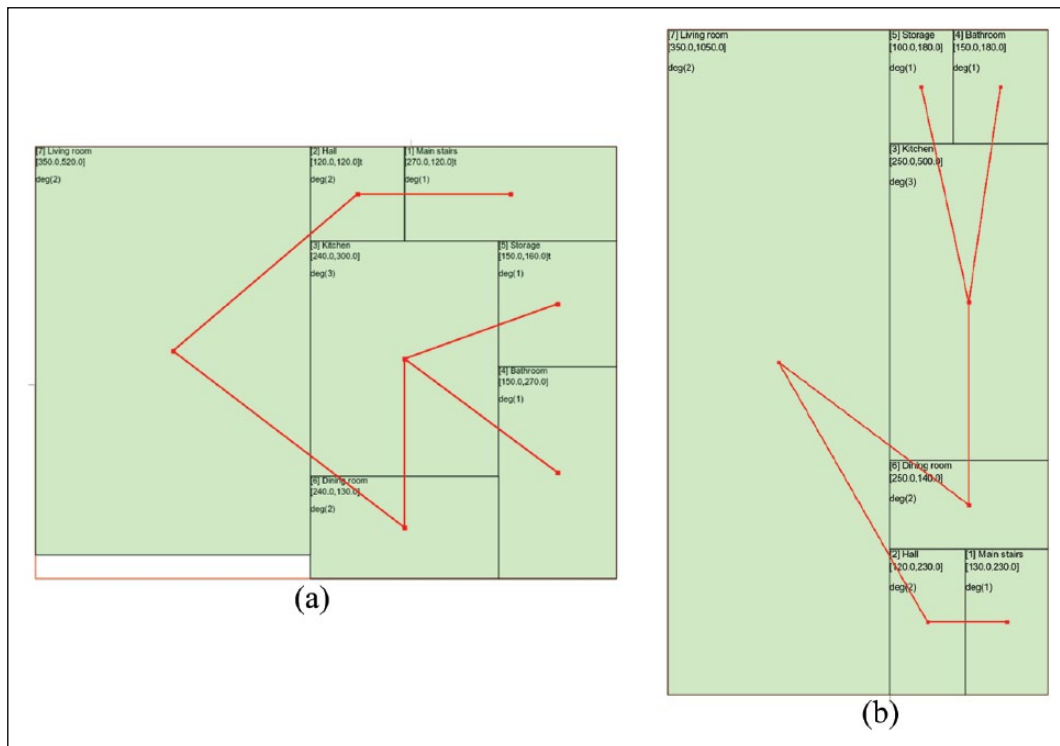 [7] Living room
[350.0,520.0]
deg(2)
[2] Hall
[120.0,120.0]t
deg(2)
[1] Main stairs
[270.0,120.0]t
deg(1)
[3] Kitchen
[240.0,300.0]
deg(3)
[5] Storage
[150.0,160.0]t
deg(1)
[4] Bathroom
[150.0,270.0]
deg(1)
[6] Dining room
[240.0,130.0]
deg(2)
(a)
[7] Living room
[350.0,1050.0]
deg(2)
[5] Storage
[100.0,180.0]
deg(1)
[4] Bathroom
[150.0,180.0]
deg(1)
[3] Kitchen
[250.0,500.0]
deg(3)
[6] Dining room
[250.0,140.0]
deg(2)
[2] Hall
[120.0,230.0]
deg(2)
[1] Main stairs
[130.0,230.0]
deg(1)
(b)